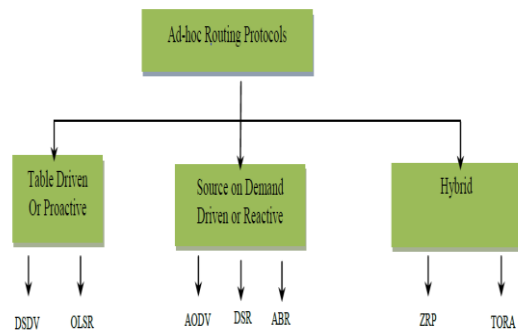 Ad-hoc Routing Protocols
Table Driven
Or Proactive
Source on Demand
Driven or Reactive
Hybrid
DSDV
OLSR
AODV
DSR
ABR
ZRP
TORA